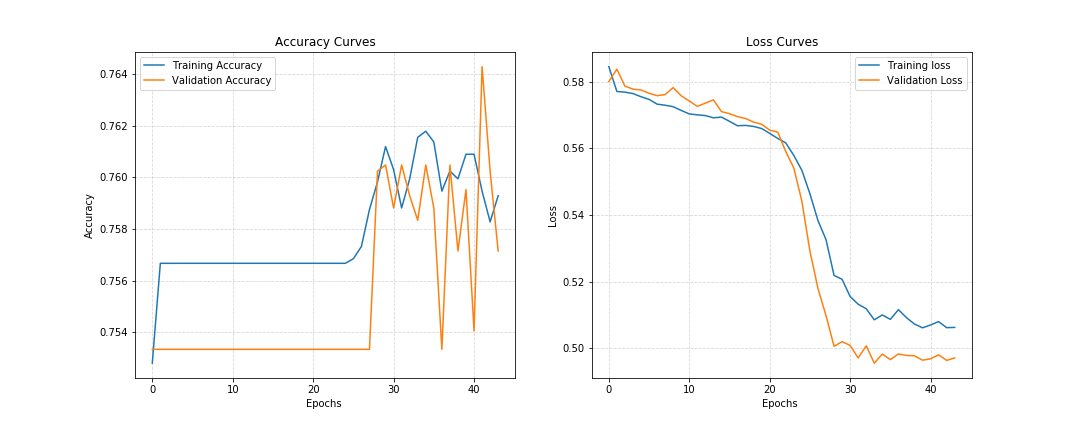 Accuracy Curves
Training Accuracy
Validation Accuracy
0.764
0.762
0.760
0.758
0.756
0.754
Accuracy
0 10 20 30 40
Epochs
Loss Curves
Training loss
Validation Loss
0.58
0.56
0.54
0.52
0.50
Loss
0 10 20 30 40
Epochs